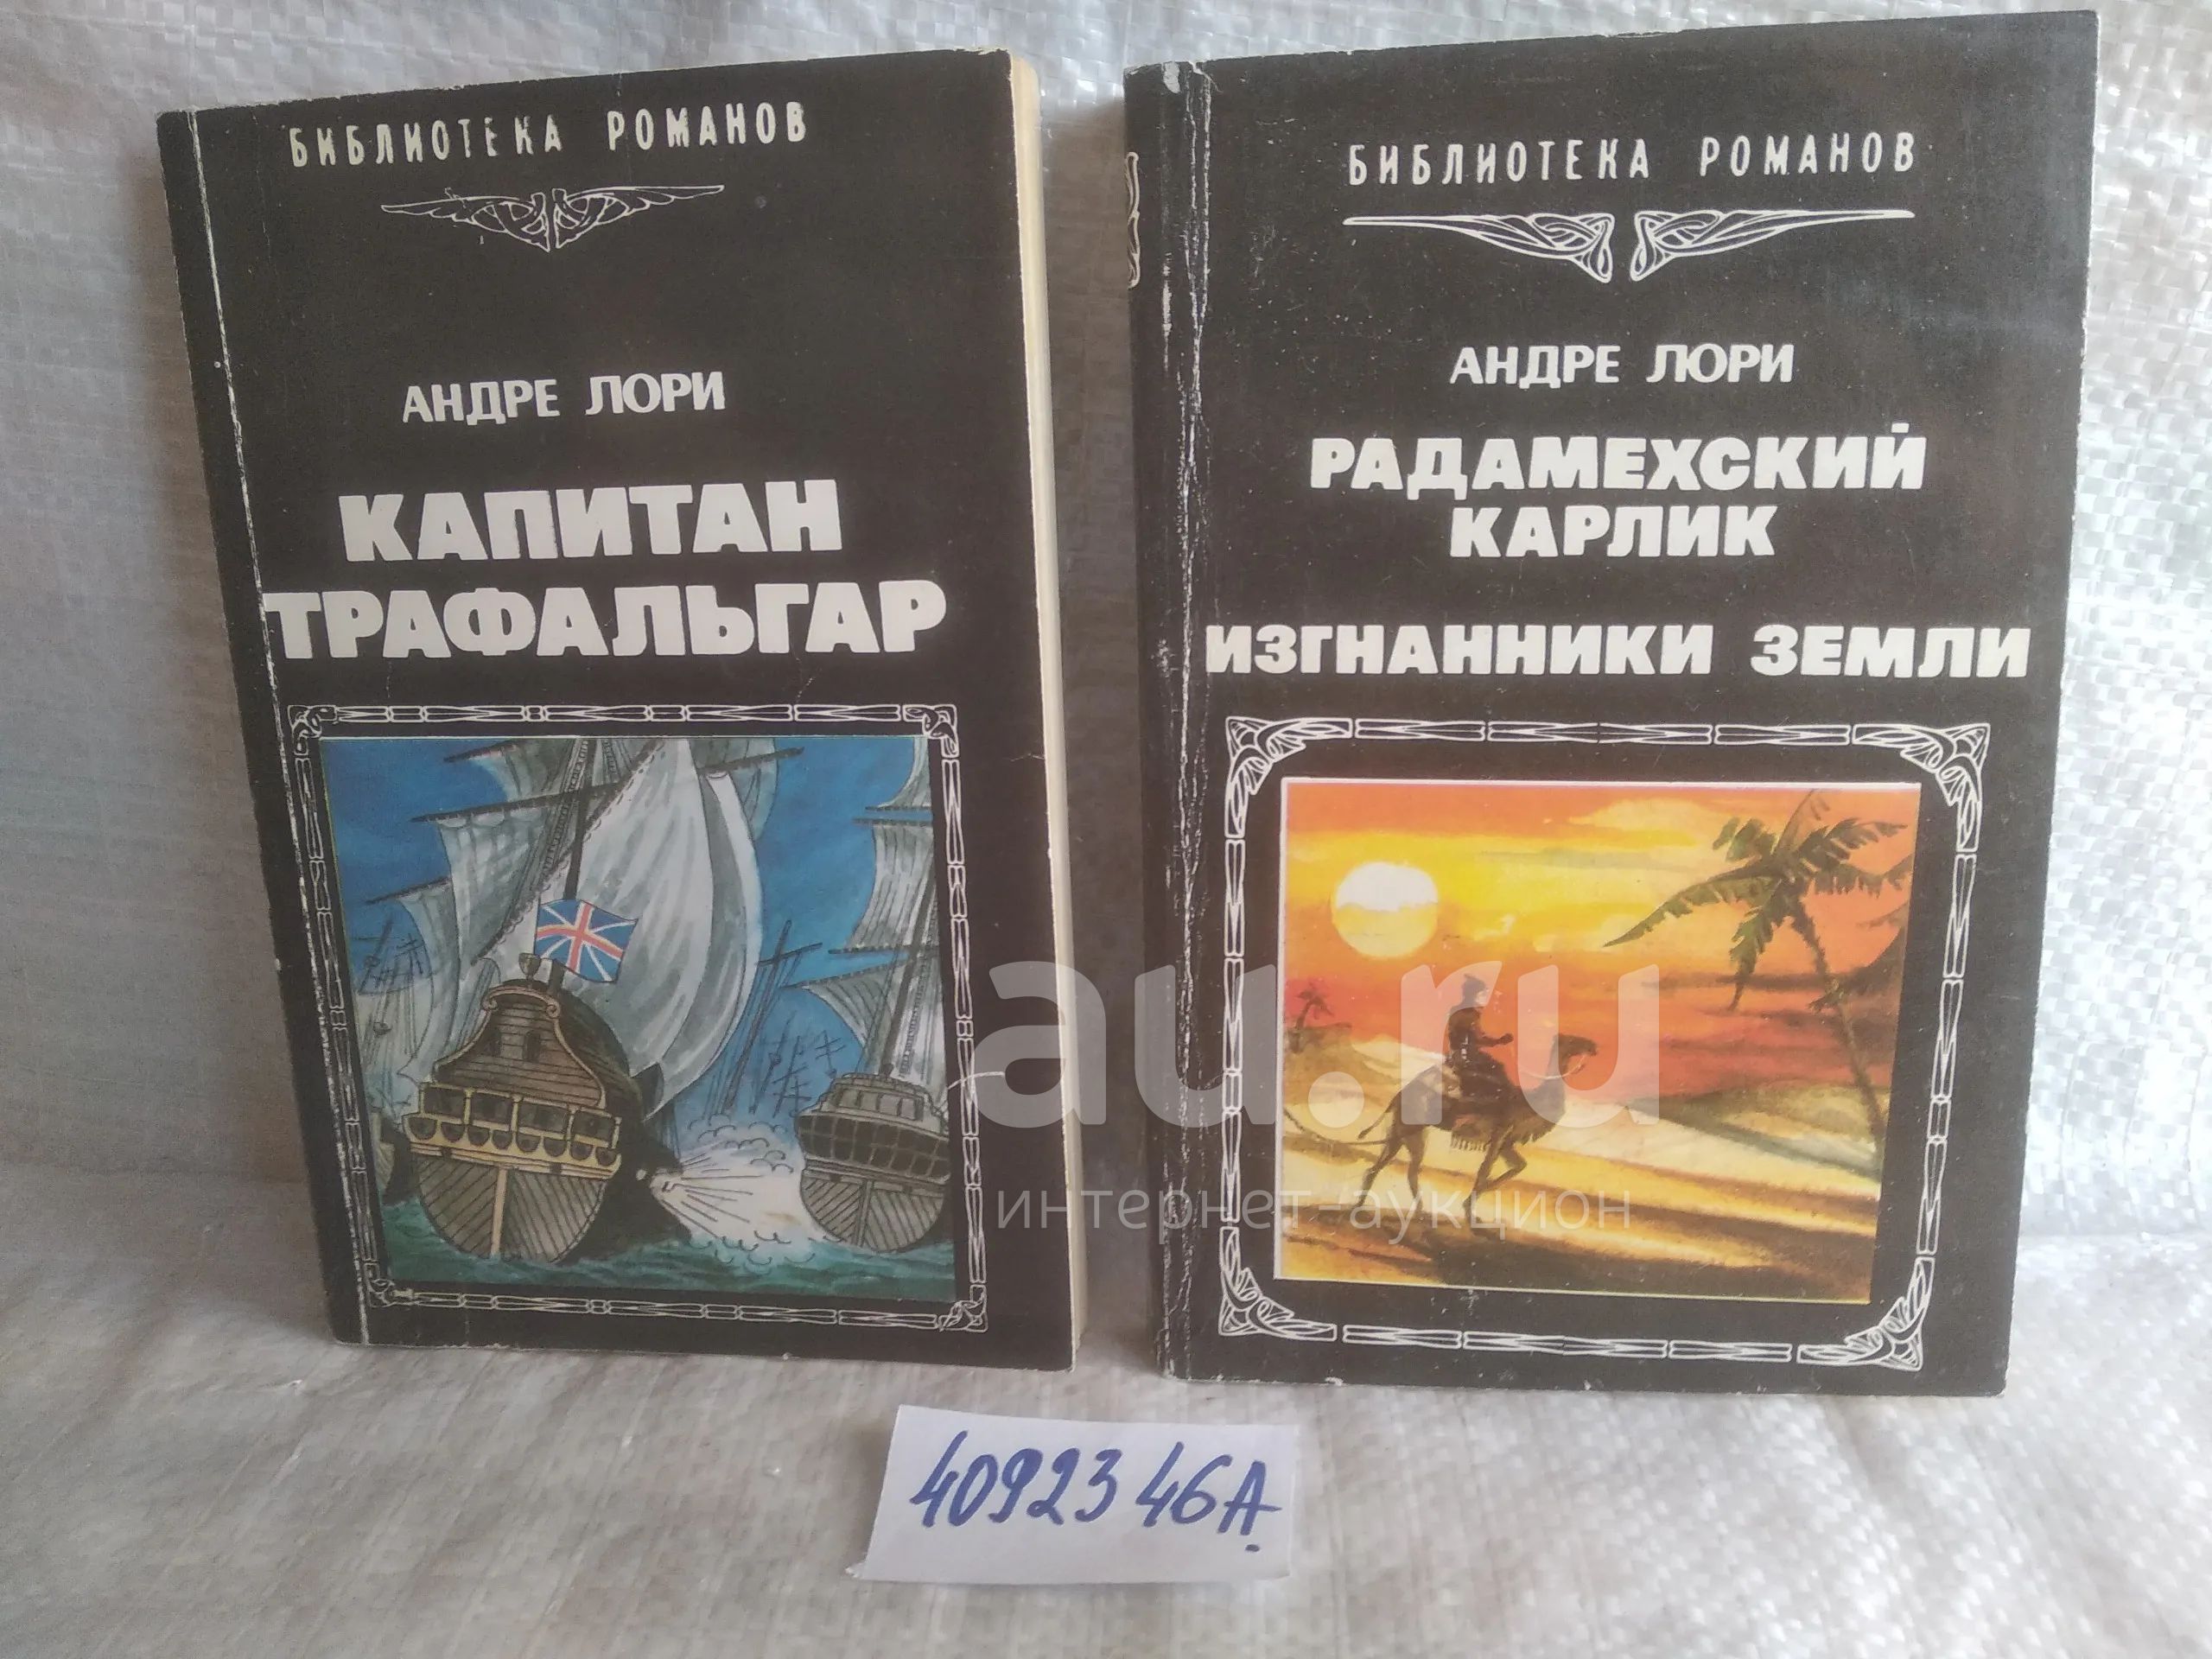 БИБЛИОТЕКА РОМАНОВ
АНДРЕ ЛОРИ
КАПИТАН
ТРАФАЛЬГАР
БИБЛИОТЕКА РОМАНОВ
АНДРЕ ЛОРИ
РАДАМЕХСКИЙ
КАРЛИК
ИЗГНАННИКИ ЗЕМЛИ
au.ru
интернет-аукцион
4092346А